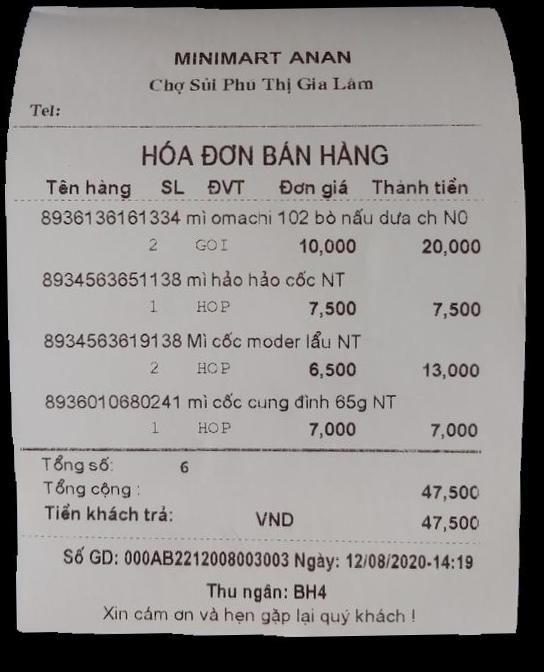 MINIMART ANAN
Chợ Sủi Phú Thị Gia Lâm
Tel:
HÓA ĐƠN BÁN HÀNG
Tên hàng SL ĐVT Đơn giá Thành tiền
8936136161334 mì omachi 102 bò nấu dưa ch NG
2 GOI 10,000 20,000
8934563651138 mì hảo hảo cốc NT
1 HOP 7,500 7,500
8934563619138 Mì cốc moder lẩu NT
2 HOP 6,500 13,000
8936010680241 mì cốc cung đình 65g NT
1 HOP 7,000 7,000
Tổng số: 6
Tổng cộng : 47,500
Tiền khách trả: VND 47,500
Số GD: 000AB2212008003003 Ngày: 12/08/2020-14:19
Thu ngân: BH4
Xin cám ơn và hẹn gặp lại quý khách !